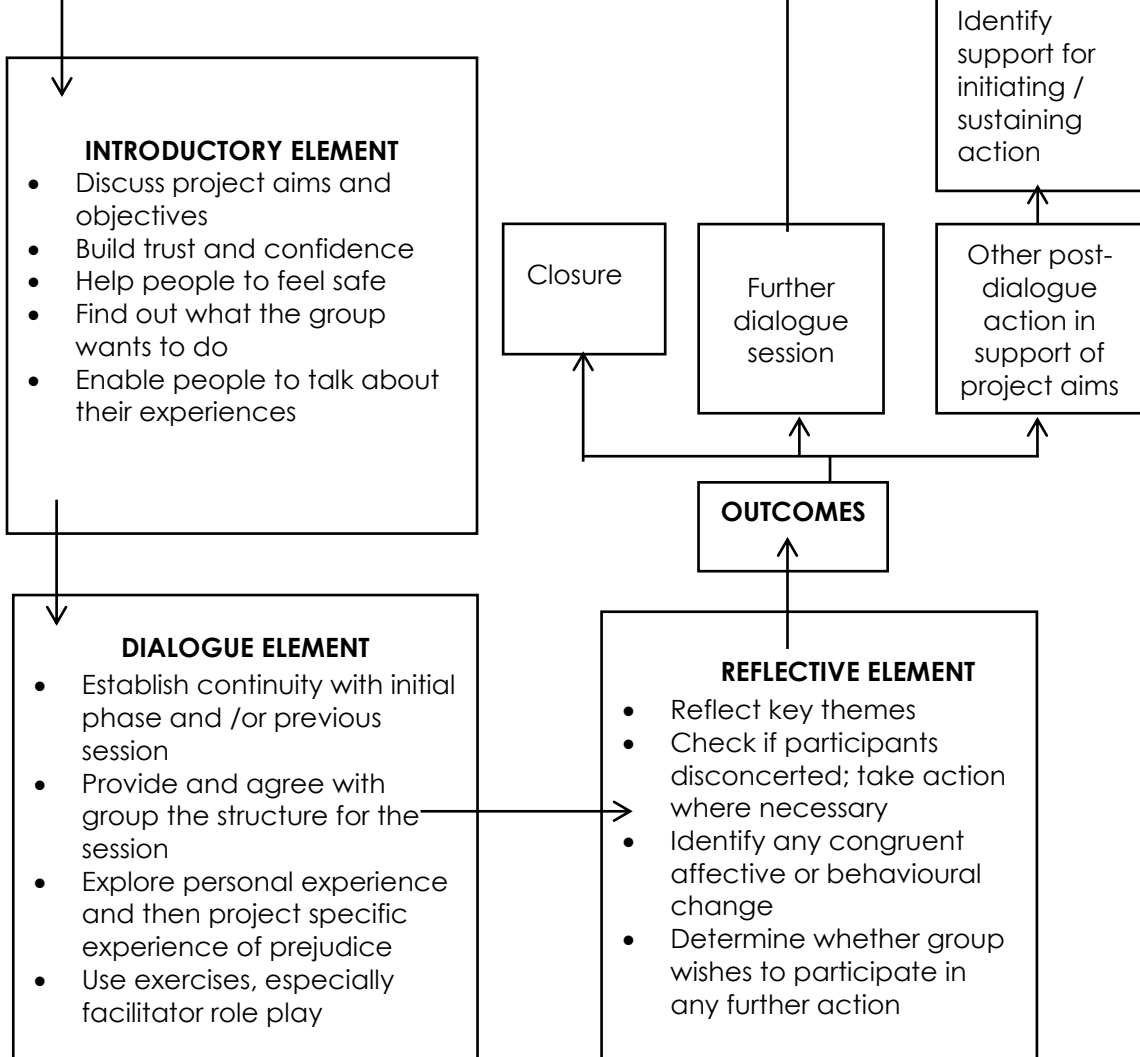 Identify
support for
initiating /
sustaining
action
INTRODUCTORY ELEMENT
• Discuss project aims and
objectives
• Build trust and confidence
• Help people to feel safe
• Find out what the group
wants to do
• Enable people to talk about
their experiences
Closure
Further
dialogue
session
Other post-
dialogue
action in
support of
project aims
OUTCOMES
DIALOGUE ELEMENT
• Establish continuity with initial
phase and /or previous
session
• Provide and agree with
group the structure for the
session
• Explore personal experience
and then project specific
experience of prejudice
• Use exercises, especially
facilitator role play
REFLECTIVE ELEMENT
• Reflect key themes
• Check if participants
disconcerted; take action
where necessary
• Identify any congruent
affective or behavioural
change
• Determine whether group
wishes to participate in
any further action